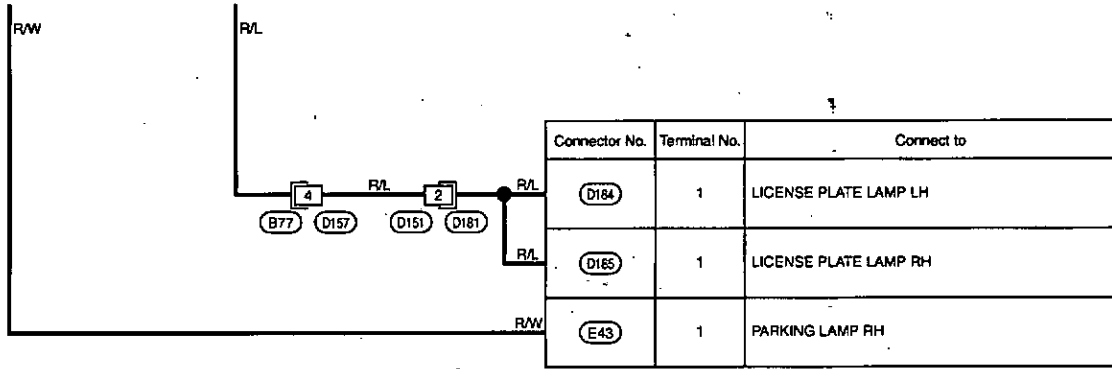 R/W R/L
Connector No. Terminal No. Connect to
R/L 4 R/L 2 R/L D184 1 LICENSE PLATE LAMP LH
B77 D157 D151 D181
R/L D185 1 LICENSE PLATE LAMP RH
R/W E43 1 PARKING LAMP RH